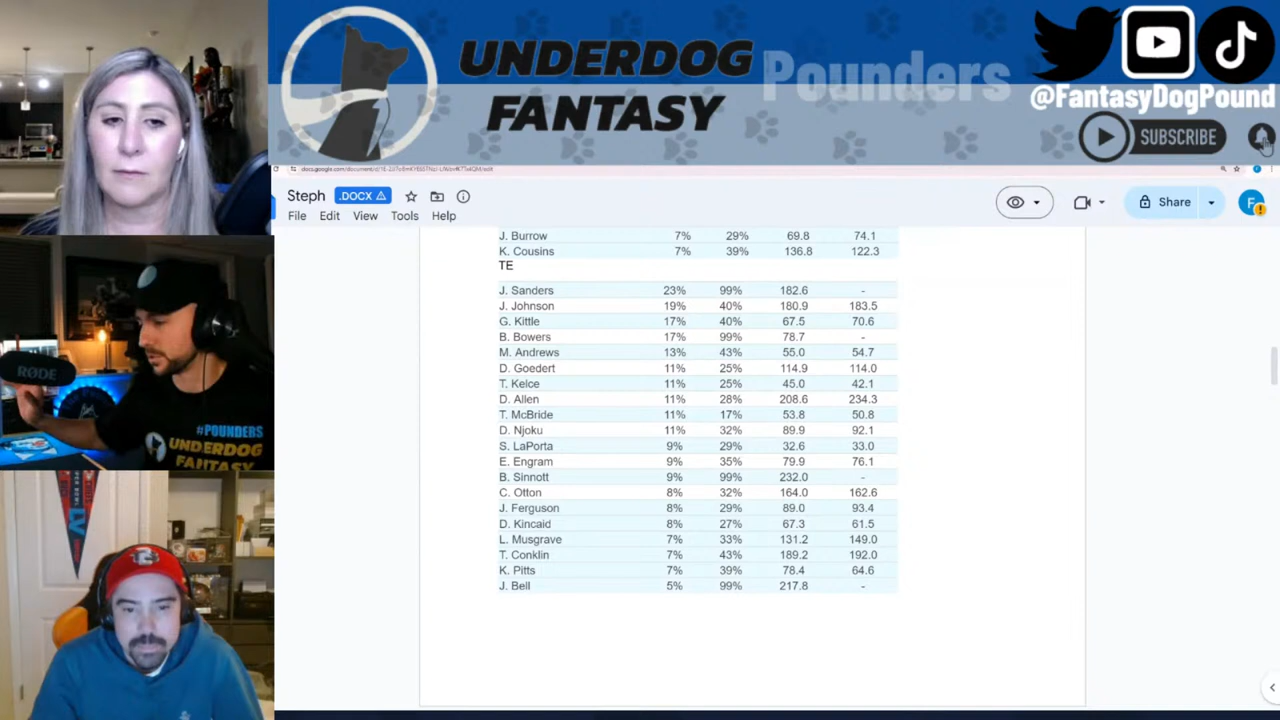 UNDERDOG
FANTASY
Pounders
@FantasyDogPound
SUBSCRIBE
Steph .DOCX
Share
F
File Edit View Tools Help
J. Burrow 7% 29% 69.8 74.1
K. Cousins 7% 39% 136.8 122.3
TE
J. Sanders 23% 99% 182.6 -
J. Johnson 19% 40% 180.9 183.5
G. Kittle 17% 40% 67.5 70.6
B. Bowers 17% 99% 78.7 -
M. Andrews 13% 43% 55.0 54.7
D. Goedert 11% 25% 114.9 114.0
T. Kelce 11% 25% 45.0 42.1
D. Allen 11% 28% 208.6 234.3
T. McBride 11% 17% 53.8 50.8
D. Njoku 11% 32% 89.9 92.1
S. LaPorta 9% 29% 32.6 33.0
E. Engram 9% 35% 79.9 76.1
B. Sinnott 9% 99% 232.0 -
C. Otton 8% 32% 164.0 162.6
J. Ferguson 8% 29% 89.0 93.4
D. Kincaid 8% 27% 67.3 61.5
L. Musgrave 7% 33% 131.2 149.0
T. Conklin 7% 43% 189.2 192.0
K. Pitts 7% 39% 78.4 64.6
J. Bell 5% 99% 217.8 -
RØDE
#POUNDERS
UNDERDOG
FANTASY
LV